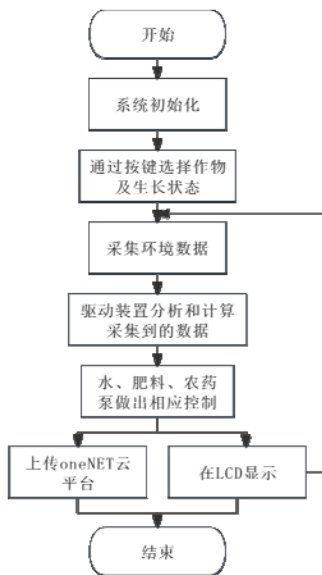 开始
系统初始化
通过按键选择作物
及生长状态
采集环境数据
驱动装置分析和计算
采集到的数据
水、肥料、农药
泵做出相应控制
上传oneNET云
平台
在LCD显示
结束